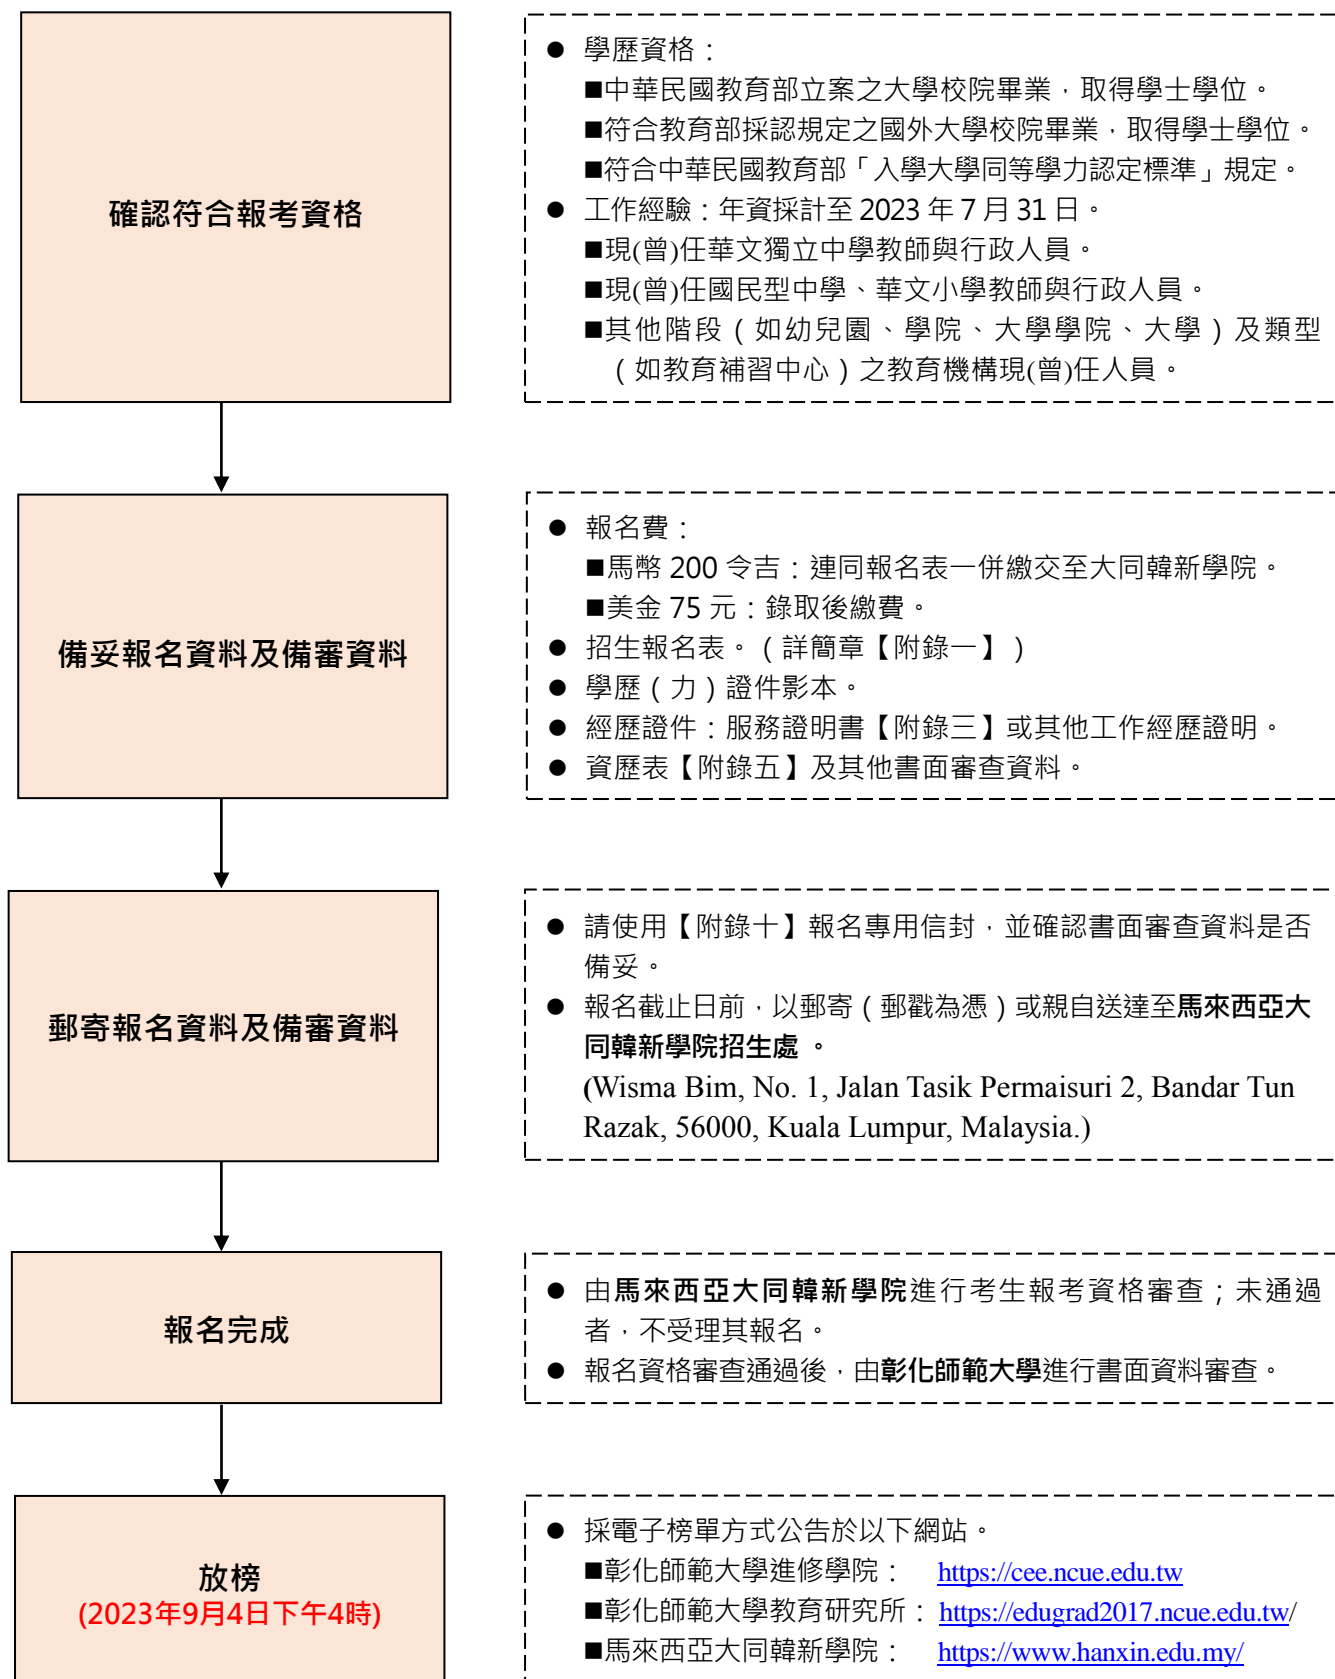 確認符合報考資格
● 學歷資格：
■中華民國教育部立案之大學校院畢業，取得學士學位。
■符合教育部採認規定之國外大學校院畢業，取得學士學位。
■符合中華民國教育部「入學大學同等學力認定標準」規定。
● 工作經驗：年資採計至 2023 年 7 月 31 日。
■現(曾)任華文獨立中學教師與行政人員。
■現(曾)任國民型中學、華文小學教師與行政人員。
■其他階段（如幼兒園、學院、大學學院、大學）及類型
（如教育補習中心）之教育機構現(曾)任人員。
備妥報名資料及備審資料
● 報名費：
■馬幣 200 令吉：連同報名表一併繳交至大同韓新學院。
■美金 75 元：錄取後繳費。
● 招生報名表。（詳簡章【附錄一】）
● 學歷（力）證件影本。
● 經歷證件：服務證明書【附錄三】或其他工作經歷證明。
● 資歷表【附錄五】及其他書面審查資料。
郵寄報名資料及備審資料
● 請使用【附錄十】報名專用信封，並確認書面審查資料是否
備妥。
● 報名截止日前，以郵寄（郵戳為憑）或親自送達至馬來西亞大
同韓新學院招生處 。
(Wisma Bim, No. 1, Jalan Tasik Permaisuri 2, Bandar Tun
Razak, 56000, Kuala Lumpur, Malaysia.)
報名完成
● 由馬來西亞大同韓新學院進行考生報考資格審查；未通過
者，不受理其報名。
● 報名資格審查通過後，由彰化師範大學進行書面資料審查。
放榜
(2023年9月4日下午4時)
● 採電子榜單方式公告於以下網站。
■彰化師範大學進修學院： https://cee.ncue.edu.tw
■彰化師範大學教育研究所： https://edugrad2017.ncue.edu.tw/
■馬來西亞大同韓新學院： https://www.hanxin.edu.my/